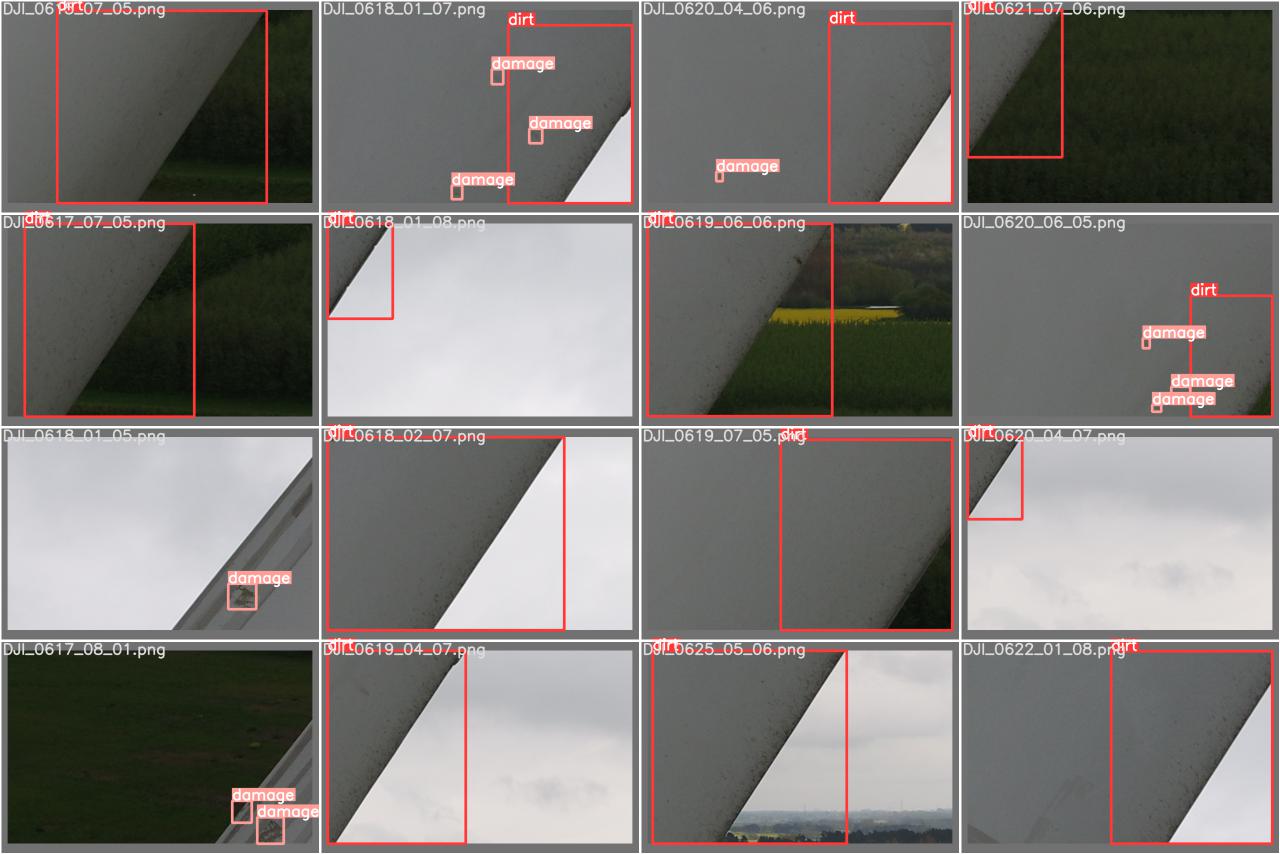 dirt
DJI_0619_07_05.png
DJI_0618_01_07.png
dirt
damage
damage
damage
DJI_0620_04_06.png
dirt
damage
dirt
DJI_0621_07_06.png
dirt
DJI_0617_07_05.png
dirt
DJI_0618_01_08.png
dirt
DJI_0619_06_06.png
DJI_0620_06_05.png
dirt
damage
damage
damage
DJI_0618_01_05.png
damage
dirt
DJI_0618_02_07.png
DJI_0619_07_05.png
dirt
dirt
DJI_0620_04_07.png
DJI_0617_08_01.png
damage
damage
dirt
DJI_0619_04_07.png
dirt
DJI_0625_05_06.png
DJI_0622_01_08.png
dirt